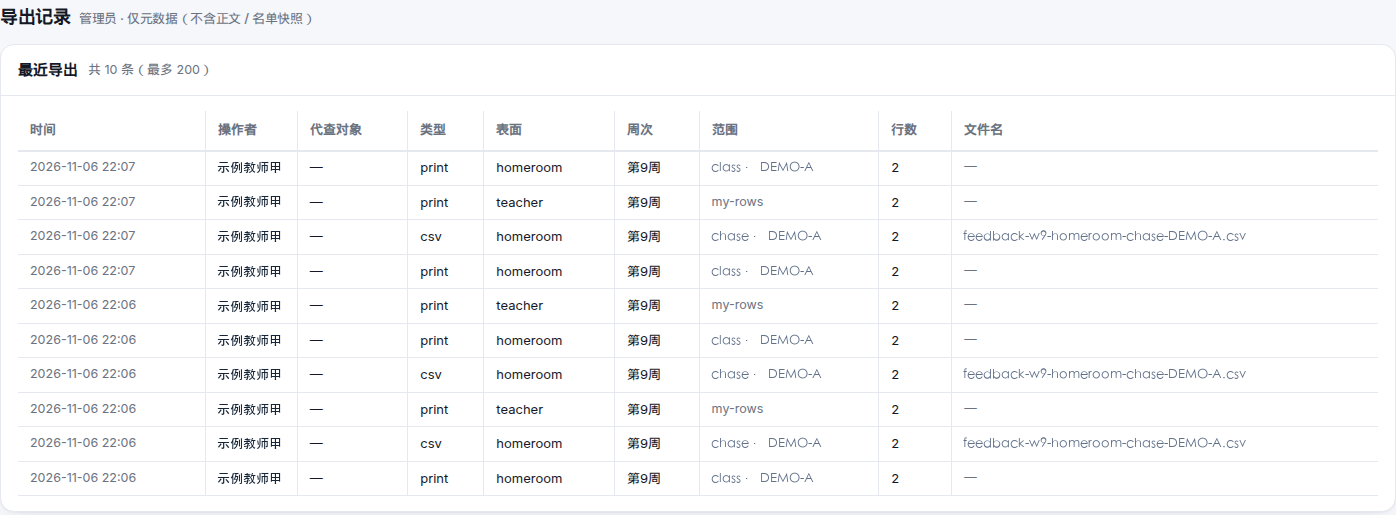 导出记录 管理员 · 仅元数据（不含正文 / 名单快照）
最近导出 共 10 条（最多 200）
时间 操作者 代查对象 类型 表面 周次 范围 行数 文件名
2026-11-06 22:07 示例教师甲 — print homeroom 第9周 class · DEMO-A 2 —
2026-11-06 22:07 示例教师甲 — print teacher 第9周 my-rows 2 —
2026-11-06 22:07 示例教师甲 — csv homeroom 第9周 chase · DEMO-A 2 feedback-w9-homeroom-chase-DEMO-A.csv
2026-11-06 22:07 示例教师甲 — print homeroom 第9周 class · DEMO-A 2 —
2026-11-06 22:06 示例教师甲 — print teacher 第9周 my-rows 2 —
2026-11-06 22:06 示例教师甲 — print homeroom 第9周 class · DEMO-A 2 —
2026-11-06 22:06 示例教师甲 — csv homeroom 第9周 chase · DEMO-A 2 feedback-w9-homeroom-chase-DEMO-A.csv
2026-11-06 22:06 示例教师甲 — print teacher 第9周 my-rows 2 —
2026-11-06 22:06 示例教师甲 — csv homeroom 第9周 chase · DEMO-A 2 feedback-w9-homeroom-chase-DEMO-A.csv
2026-11-06 22:06 示例教师甲 — print homeroom 第9周 class · DEMO-A 2 —